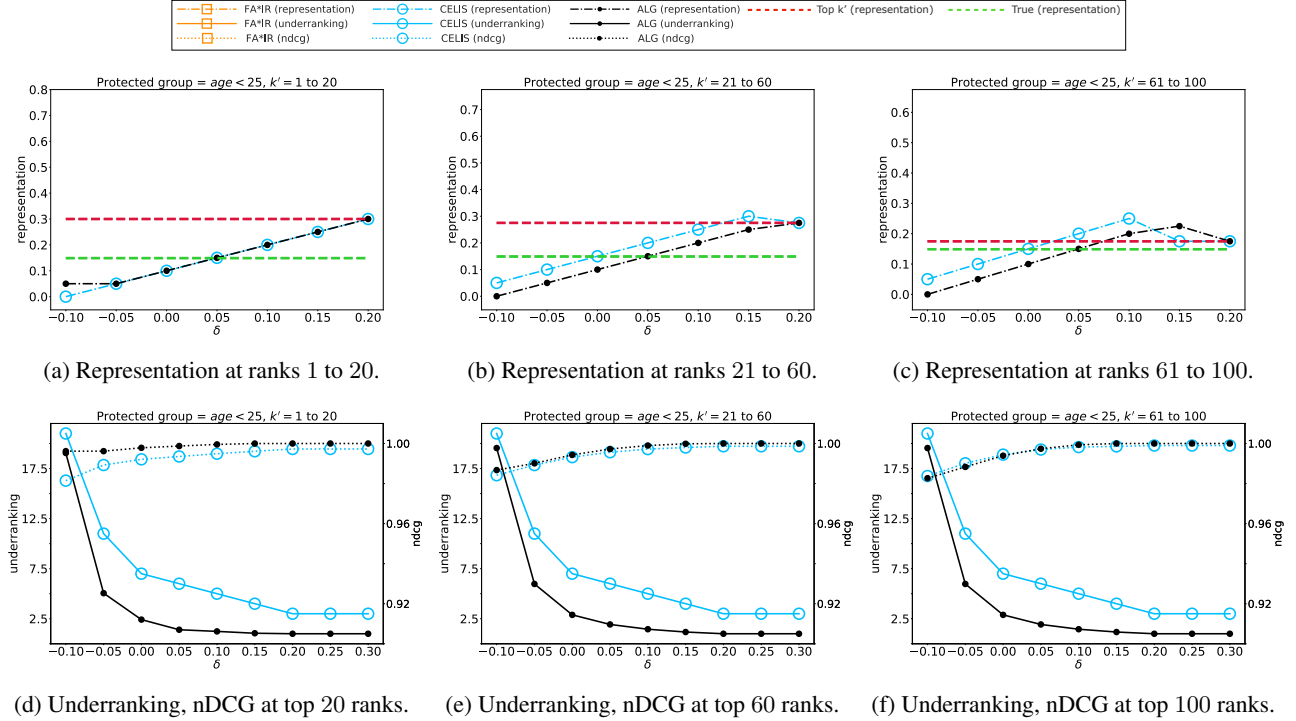 FA*IR (representation) CELIS (representation) ALG (representation) Top k' (representation) True (representation)
FA*IR (underranking) CELIS (underranking) ALG (underranking)
FA*IR (ndcg) CELIS (ndcg) ALG (ndcg)
Protected group = age < 25, k' = 1 to 20
0.8
0.7
0.6
0.5
0.4
0.3
0.2
0.1
0.0
representation
−0.10 −0.05 0.00 0.05 0.10 0.15 0.20
δ
(a) Representation at ranks 1 to 20.
Protected group = age < 25, k' = 21 to 60
0.7
0.6
0.5
0.4
0.3
0.2
0.1
0.0
representation
−0.10 −0.05 0.00 0.05 0.10 0.15 0.20
δ
(b) Representation at ranks 21 to 60.
Protected group = age < 25, k' = 61 to 100
0.6
0.5
0.4
0.3
0.2
0.1
0.0
representation
−0.10 −0.05 0.00 0.05 0.10 0.15 0.20
δ
(c) Representation at ranks 61 to 100.
Protected group = age < 25, k' = 1 to 20
17.5
12.5
7.5
2.5
underranking
1.00
0.96
0.92
ndcg
−0.10 −0.05 0.00 0.05 0.10 0.15 0.20 0.25 0.30
δ
(d) Underranking, nDCG at top 20 ranks.
Protected group = age < 25, k' = 21 to 60
17.5
12.5
7.5
2.5
underranking
1.00
0.96
0.92
ndcg
−0.10 −0.05 0.00 0.05 0.10 0.15 0.20 0.25 0.30
δ
(e) Underranking, nDCG at top 60 ranks.
Protected group = age < 25, k' = 61 to 100
17.5
12.5
7.5
2.5
underranking
1.00
0.96
0.92
ndcg
−0.10 −0.05 0.00 0.05 0.10 0.15 0.20 0.25 0.30
δ
(f) Underranking, nDCG at top 100 ranks.